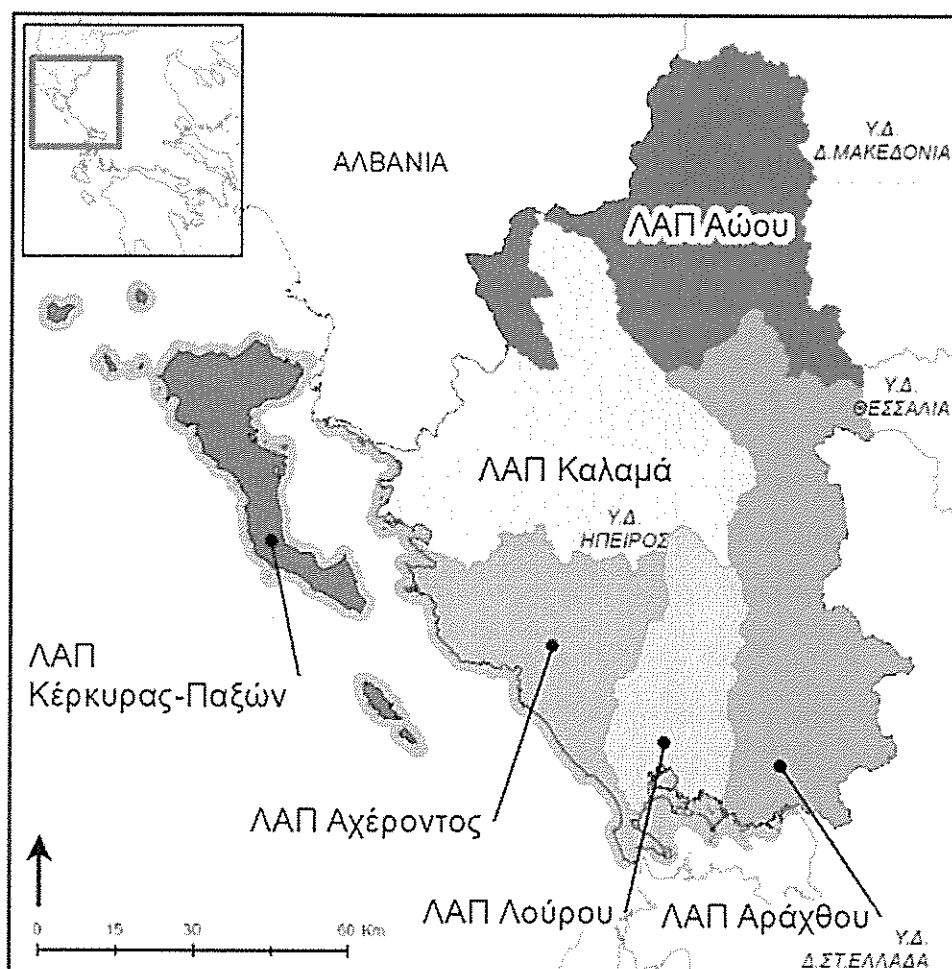 ΑΛΒΑΝΙΑ
Υ.Δ.
Δ.ΜΑΚΕΔΟΝΙΑ
ΛΑΠ Αώου
Υ.Δ.
ΘΕΣΣΑΛΙΑ
ΛΑΠ Καλαμά
Υ.Δ.
ΗΠΕΙΡΟΣ
ΛΑΠ
Κέρκυρας-Παξών
ΛΑΠ Αχέροντος
ΛΑΠ Λούρου
ΛΑΠ Αράχθου
Υ.Δ.
Δ.ΣΤ.ΕΛΛΑΔΑ
0 15 30 60 Km